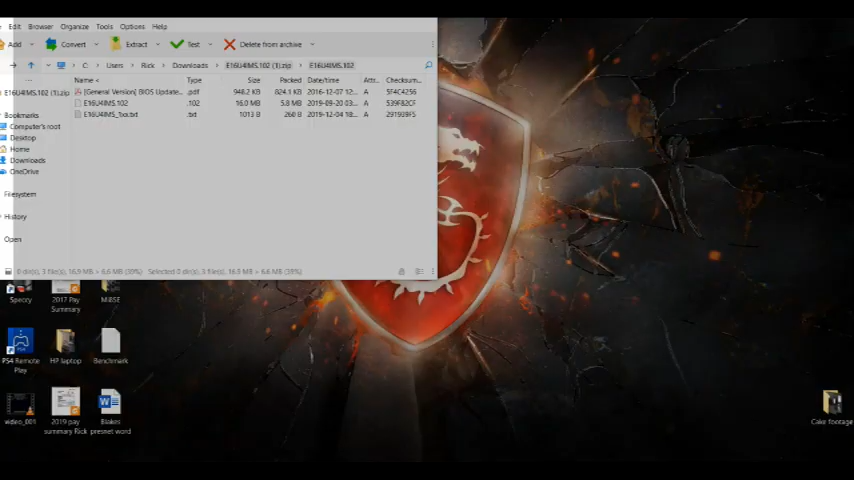 Edit Browser Organize Tools Options Help
Add Convert Extract Test Delete from archive
C: Users Rick Downloads E16U4IMS.102 (1).zip E16U4IMS.102
Name < Type Size Packed Date/time Attr... Checksum...
E16U4IMS.102 (1).zip
[General Version] BIOS Update... .pdf 948.2 KB 824.1 KB 2016-12-07 12... A 5F4C4256
E16U4IMS.102 .102 16.0 MB 5.8 MB 2019-09-20 03... A 539F82CF
E16U4IMS_1xx.txt .txt 1013 B 260 B 2019-12-04 18... A 29193BF5
Bookmarks
Computer's root
Desktop
Home
Downloads
OneDrive
Filesystem
History
Open
0 dir(s), 3 file(s), 16.9 MB > 6.6 MB (39%) Selected 0 dir(s), 3 file(s), 16.9 MB > 6.6 MB (39%)
Speccy
2017 Pay
Summary
PS4 Remote
Play
HP laptop
Benchmark
video_001
2019 pay
summary Rick
Blakes
presnet word
Cake footage